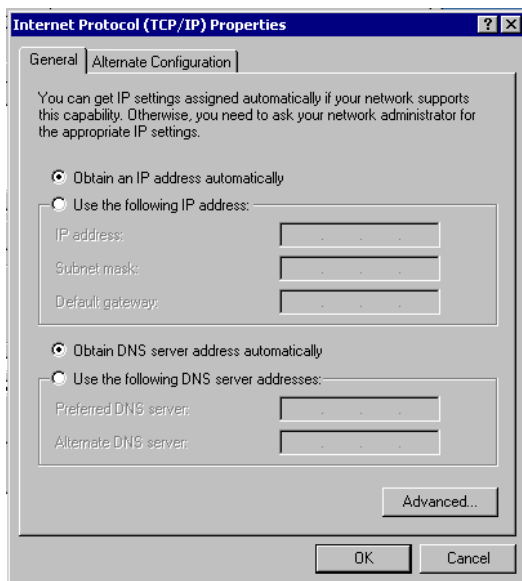 Internet Protocol (TCP/IP) Properties
General
Alternate Configuration
You can get IP settings assigned automatically if your network supports
this capability. Otherwise, you need to ask your network administrator for
the appropriate IP settings.
Obtain an IP address automatically
Use the following IP address:
IP address:
Subnet mask:
Default gateway:
Obtain DNS server address automatically
Use the following DNS server addresses:
Preferred DNS server:
Alternate DNS server:
Advanced...
OK
Cancel